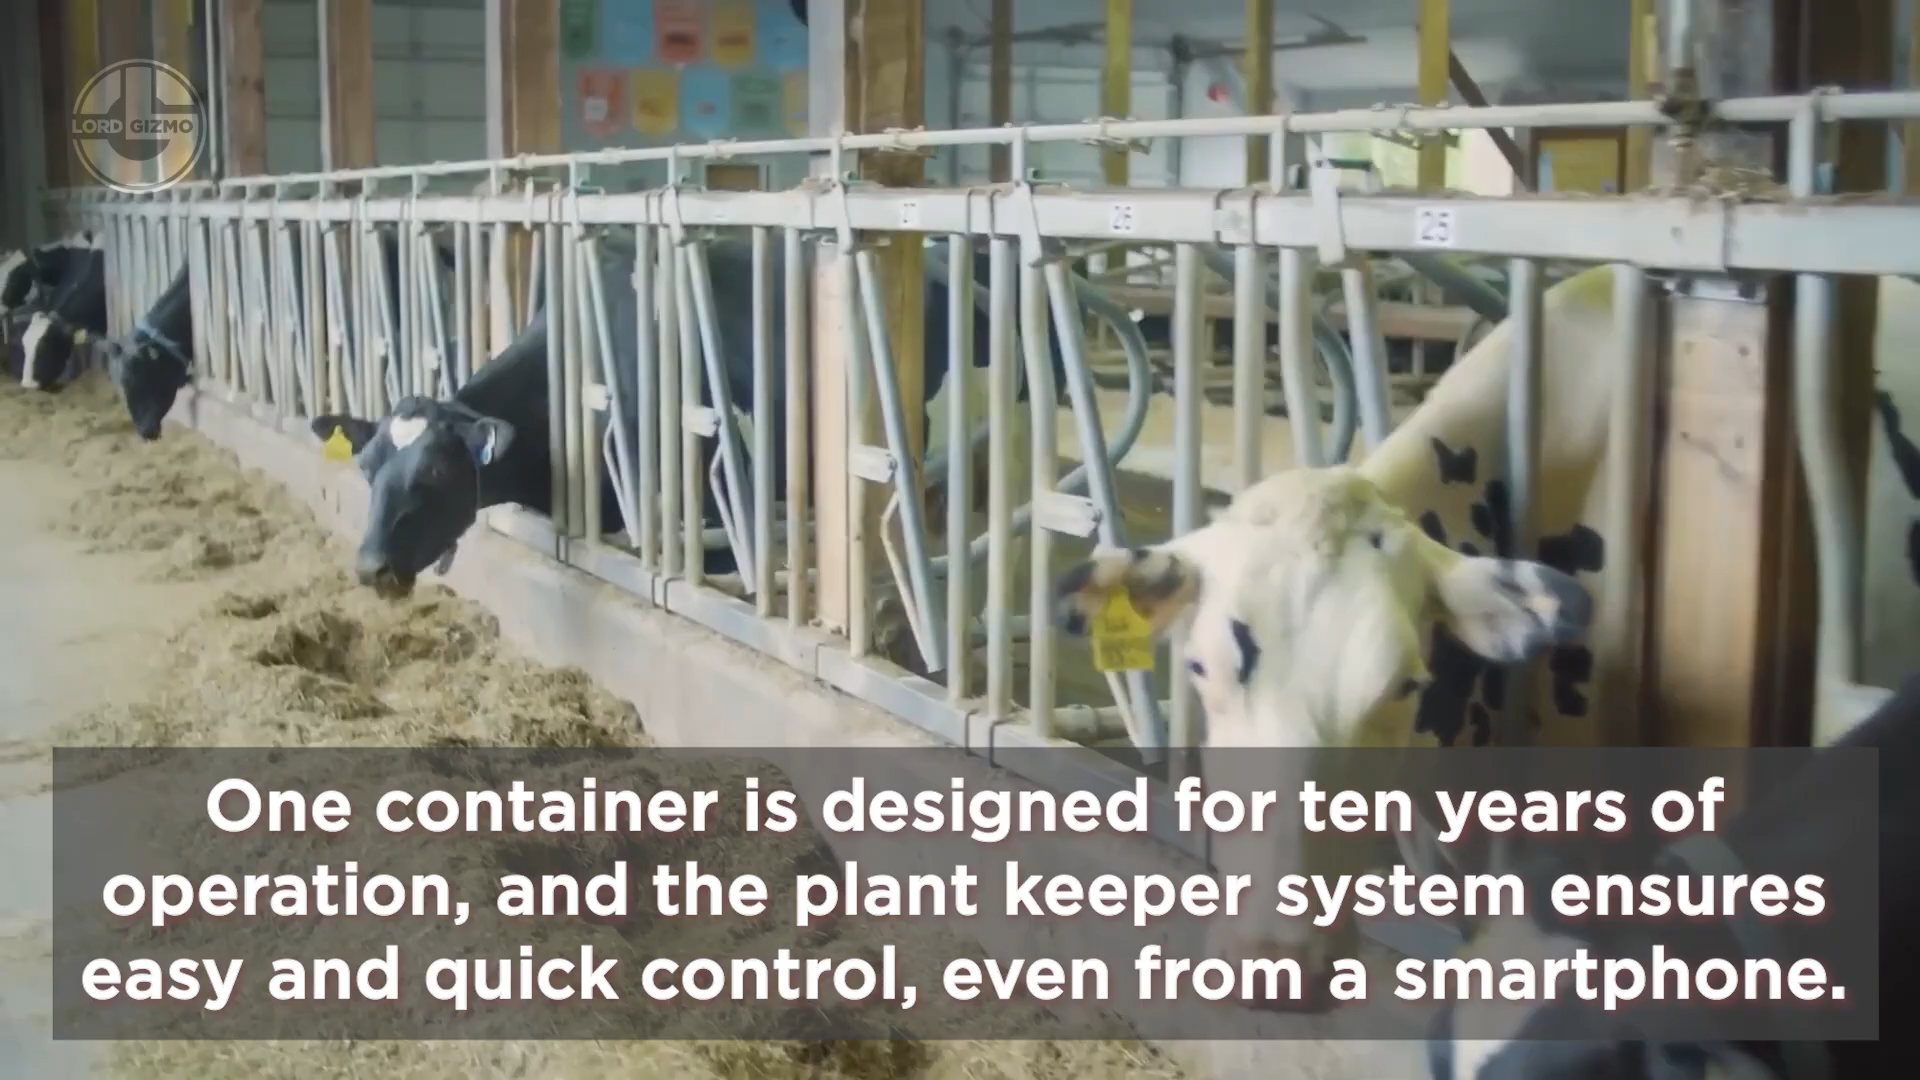 LORD GIZMO
27
26
25
One container is designed for ten years of
operation, and the plant keeper system ensures
easy and quick control, even from a smartphone.